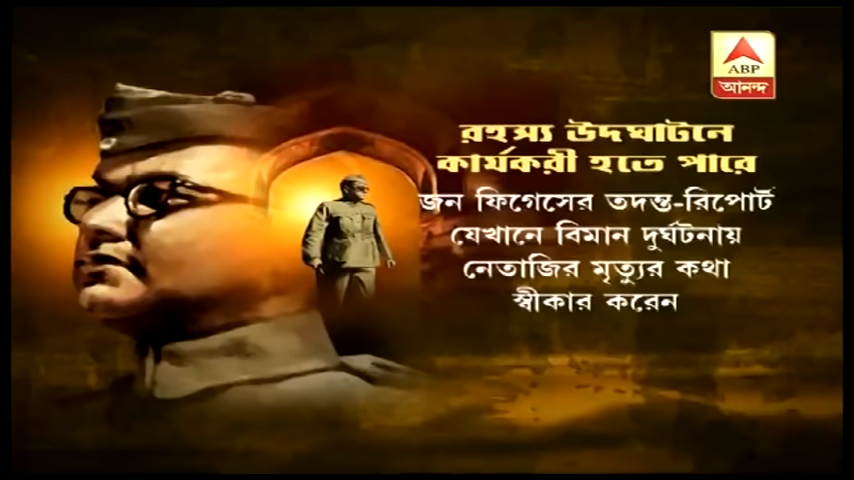 ABP
আনন্দ
রহস্য উদঘাটনে
কার্যকরী হতে পারে
জন ফিগেসের তদন্ত-রিপোর্ট
যেখানে বিমান দুর্ঘটনায়
নেতাজির মৃত্যুর কথা
স্বীকার করেন